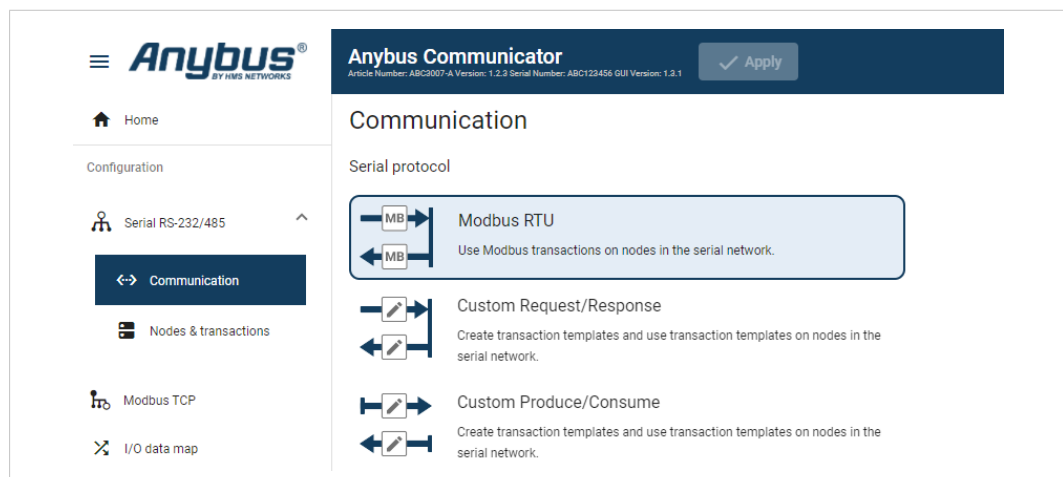 Anybus®
BY HMS NETWORKS
Anybus Communicator
Article Number: ABC3007-A Version: 1.2.3 Serial Number: ABC123456 GUI Version: 1.3.1
Apply
Home
Configuration
Serial RS-232/485
Communication
Nodes & transactions
Modbus TCP
I/O data map
Communication
Serial protocol
MB
MB
Modbus RTU
Use Modbus transactions on nodes in the serial network.
Custom Request/Response
Create transaction templates and use transaction templates on nodes in the
serial network.
Custom Produce/Consume
Create transaction templates and use transaction templates on nodes in the
serial network.